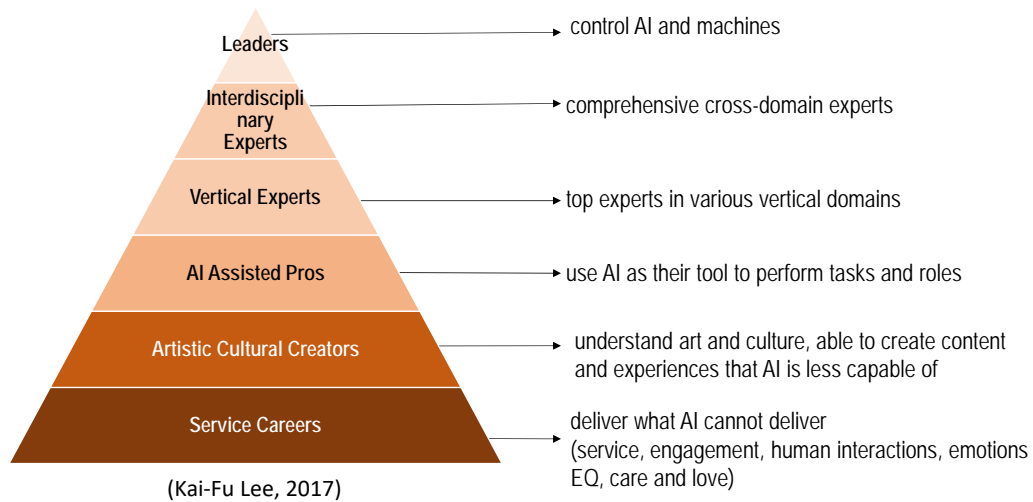 Leaders
control AI and machines
Interdiscipli
nary
Experts
comprehensive cross-domain experts
Vertical Experts
top experts in various vertical domains
AI Assisted Pros
use AI as their tool to perform tasks and roles
Artistic Cultural Creators
understand art and culture, able to create content
and experiences that AI is less capable of
Service Careers
deliver what AI cannot deliver
(service, engagement, human interactions, emotions
EQ, care and love)
(Kai-Fu Lee, 2017)